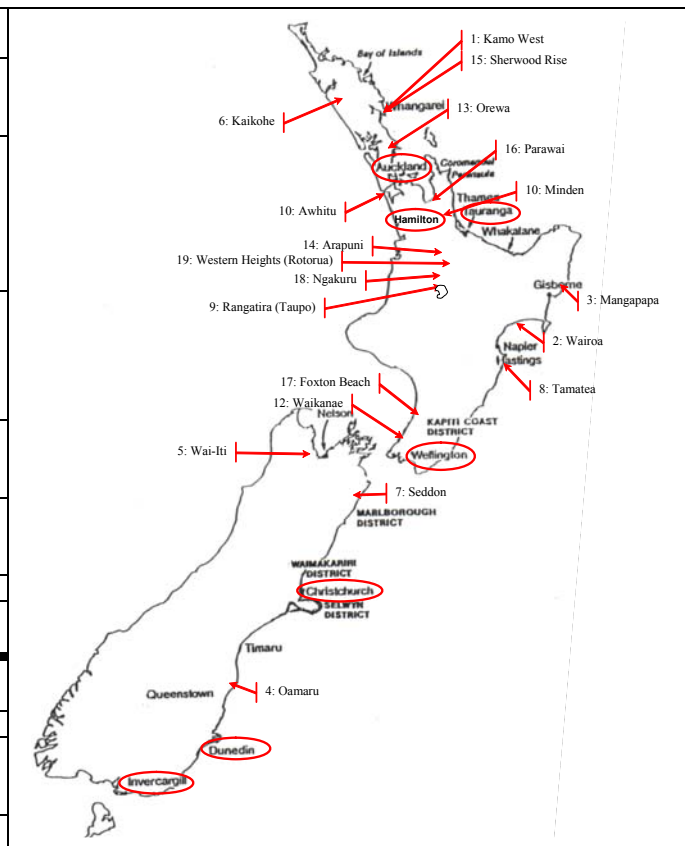 1: Kamo West
Bay of Islands
15: Sherwood Rise
6: Kaikohe
Whangarei
13: Orewa
16: Parawai
Auckland
Coromandel
Peninsula
10: Minden
Thames
10: Awhitu
Hamilton
Tauranga
Whakatane
14: Arapuni
19: Western Heights (Rotorua)
18: Ngakuru
9: Rangatira (Taupo)
Gisborne
3: Mangapapa
2: Wairoa
Napier
Hastings
8: Tamatea
17: Foxton Beach
12: Waikanae
Nelson
KAPITI COAST
DISTRICT
5: Wai-Iti
Wellington
7: Seddon
MARLBOROUGH
DISTRICT
WAIMAKARIRI
DISTRICT
Christchurch
SELWYN
DISTRICT
Timaru
Queenstown
4: Oamaru
Dunedin
Invercargill